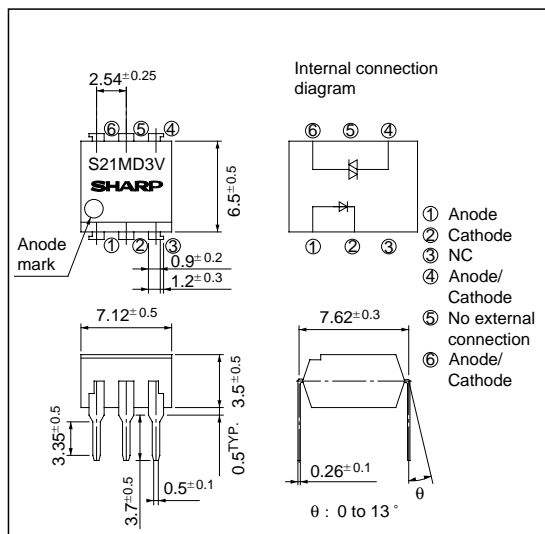 2.54±0.25
Internal connection
diagram
⑥ ⑤ ④
S21MD3V
SHARP
6.5±0.5
Anode
mark
① ② ③
0.9±0.2
1.2±0.3
⑥ ⑤ ④
① ② ③
① Anode
② Cathode
③ NC
④ Anode/
Cathode
⑤ No external
connection
⑥ Anode/
Cathode
7.12±0.5
3.5±0.5
0.5TYP.
3.35±0.5
3.7±0.5
0.5±0.1
7.62±0.3
0.26±0.1
θ
θ : 0 to 13 °